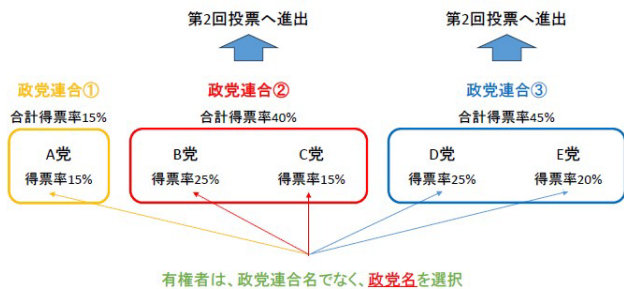 第2回投票へ進出
第2回投票へ進出
政党連合①
政党連合②
政党連合③
合計得票率15%
合計得票率40%
合計得票率45%
A党
B党
C党
D党
E党
得票率15%
得票率25%
得票率15%
得票率25%
得票率20%
有権者は、政党連合名でなく、政党名を選択